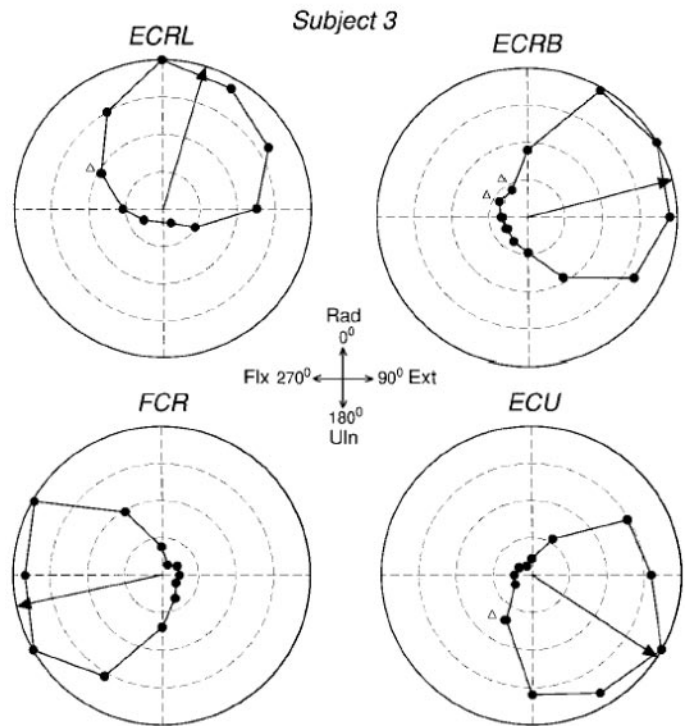 Subject 3
ECRL
ECRB
Rad
0⁰
Flx 270⁰
90⁰ Ext
180⁰
Uln
FCR
ECU